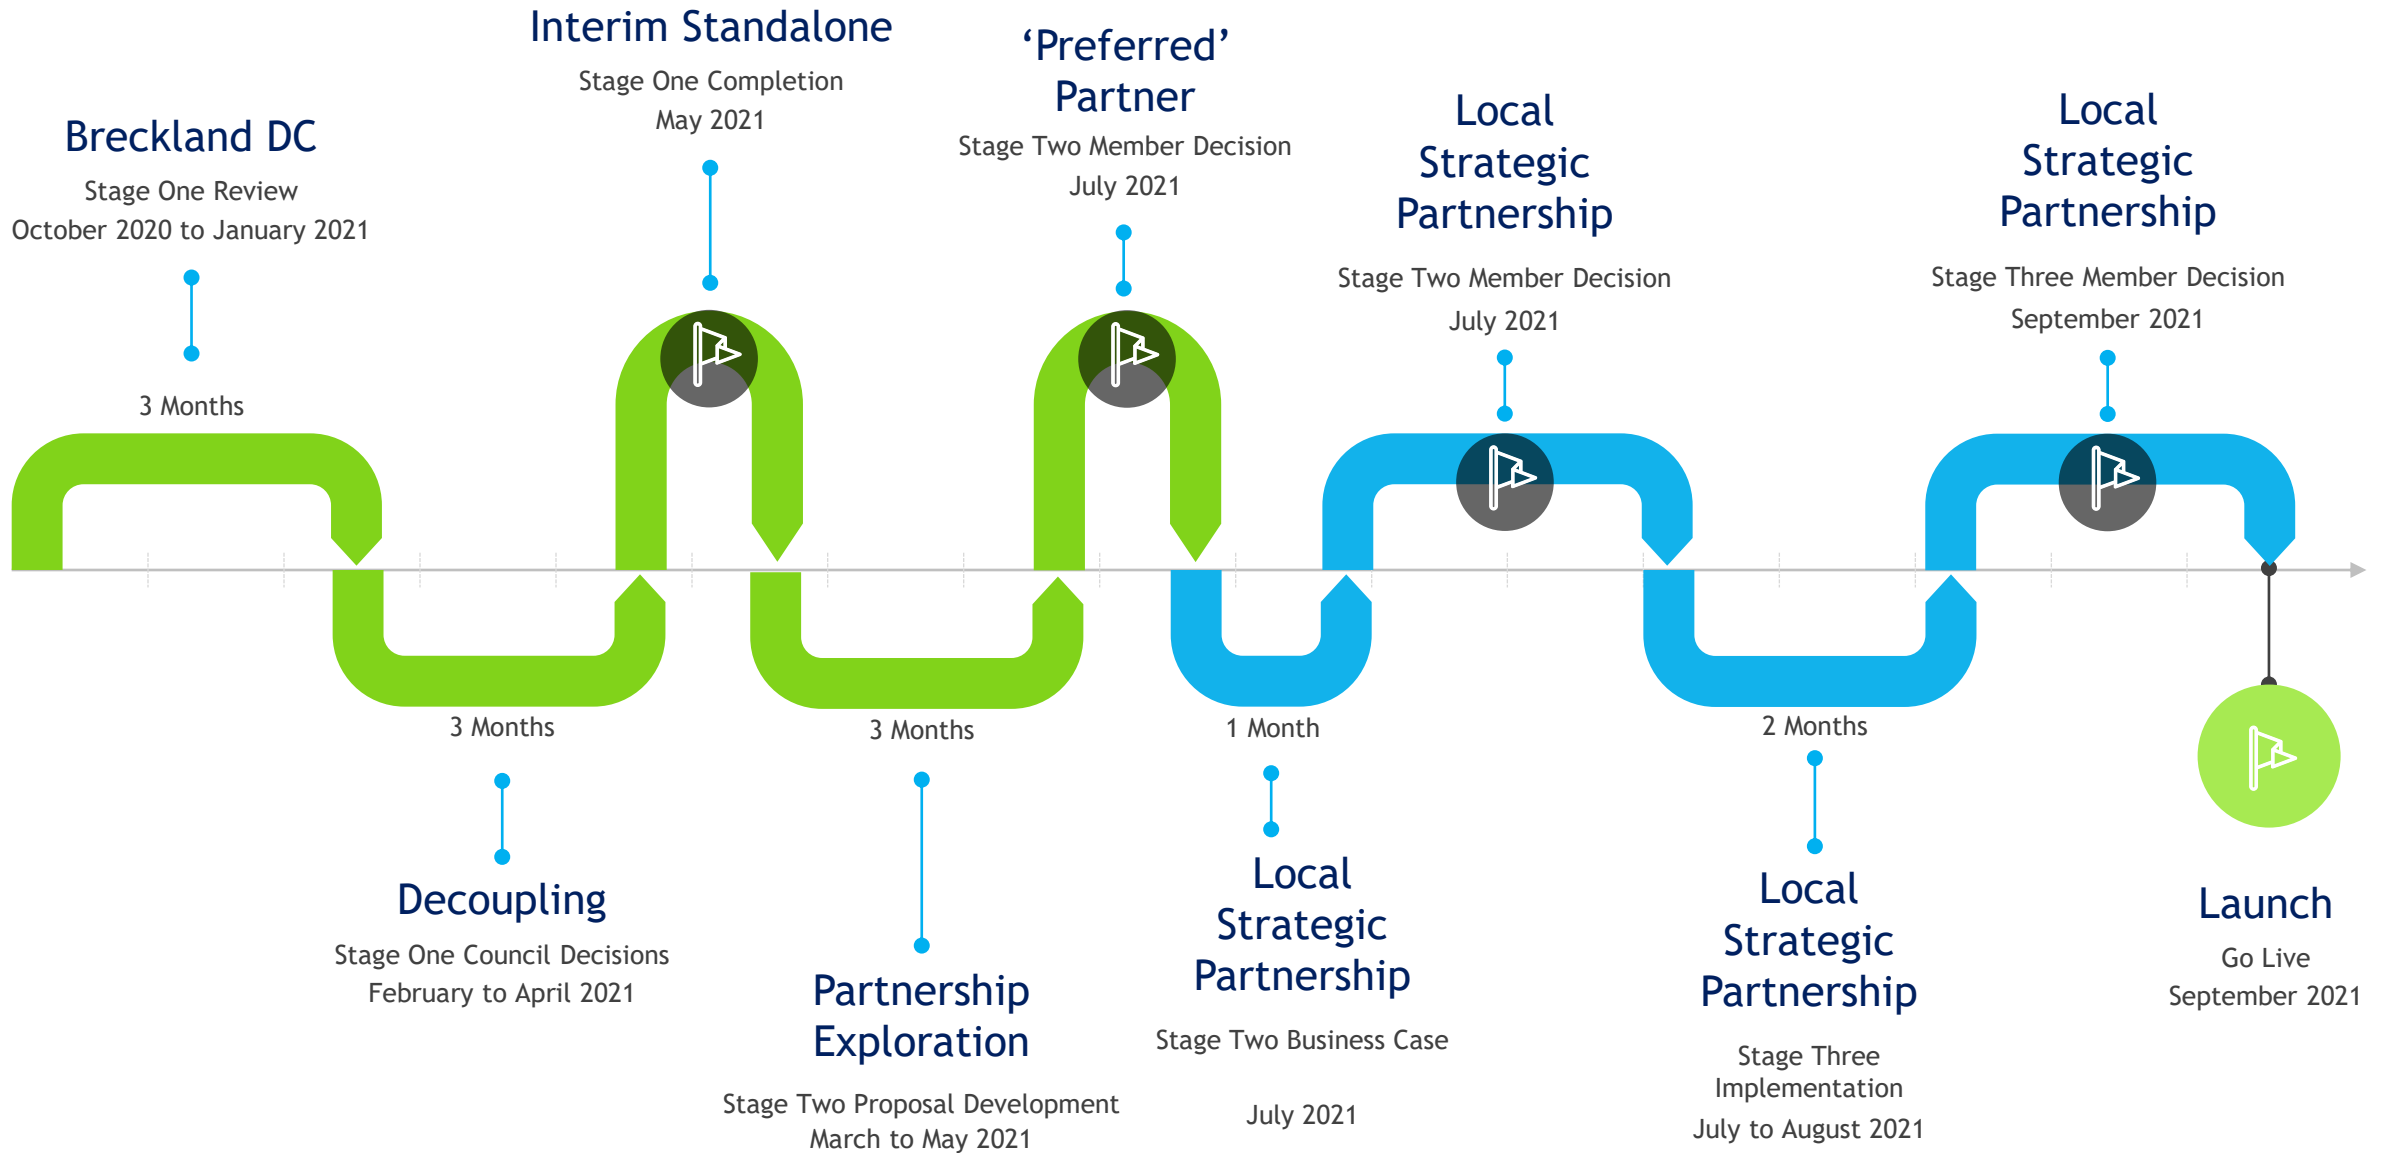 Breckland DC
Stage One Review
October 2020 to January 2021
3 Months
Decoupling
Stage One Council Decisions
February to April 2021
3 Months
Interim Standalone
Stage One Completion
May 2021
3 Months
Partnership
Exploration
Stage Two Proposal Development
March to May 2021
‘Preferred’
Partner
Stage Two Member Decision
July 2021
1 Month
Local
Strategic
Partnership
Stage Two Business Case
July 2021
Local
Strategic
Partnership
Stage Two Member Decision
July 2021
2 Months
Local
Strategic
Partnership
Stage Three
Implementation
July to August 2021
Local
Strategic
Partnership
Stage Three Member Decision
September 2021
Launch
Go Live
September 2021